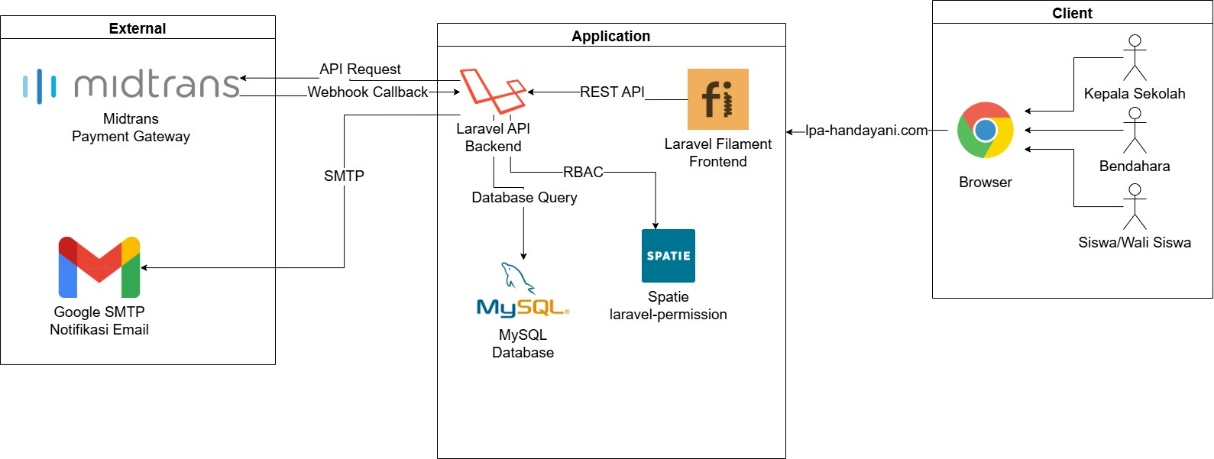 External
midtrans
Midtrans
Payment Gateway
API Request
Webhook Callback
SMTP
Google SMTP
Notifikasi Email
Application
Laravel API
Backend
REST API
fi
Laravel Filament
Frontend
RBAC
Database Query
SPATIE
Spatie
laravel-permission
MySQL
MySQL
Database
lpa-handayani.com
Client
Browser
Kepala Sekolah
Bendahara
Siswa/Wali Siswa